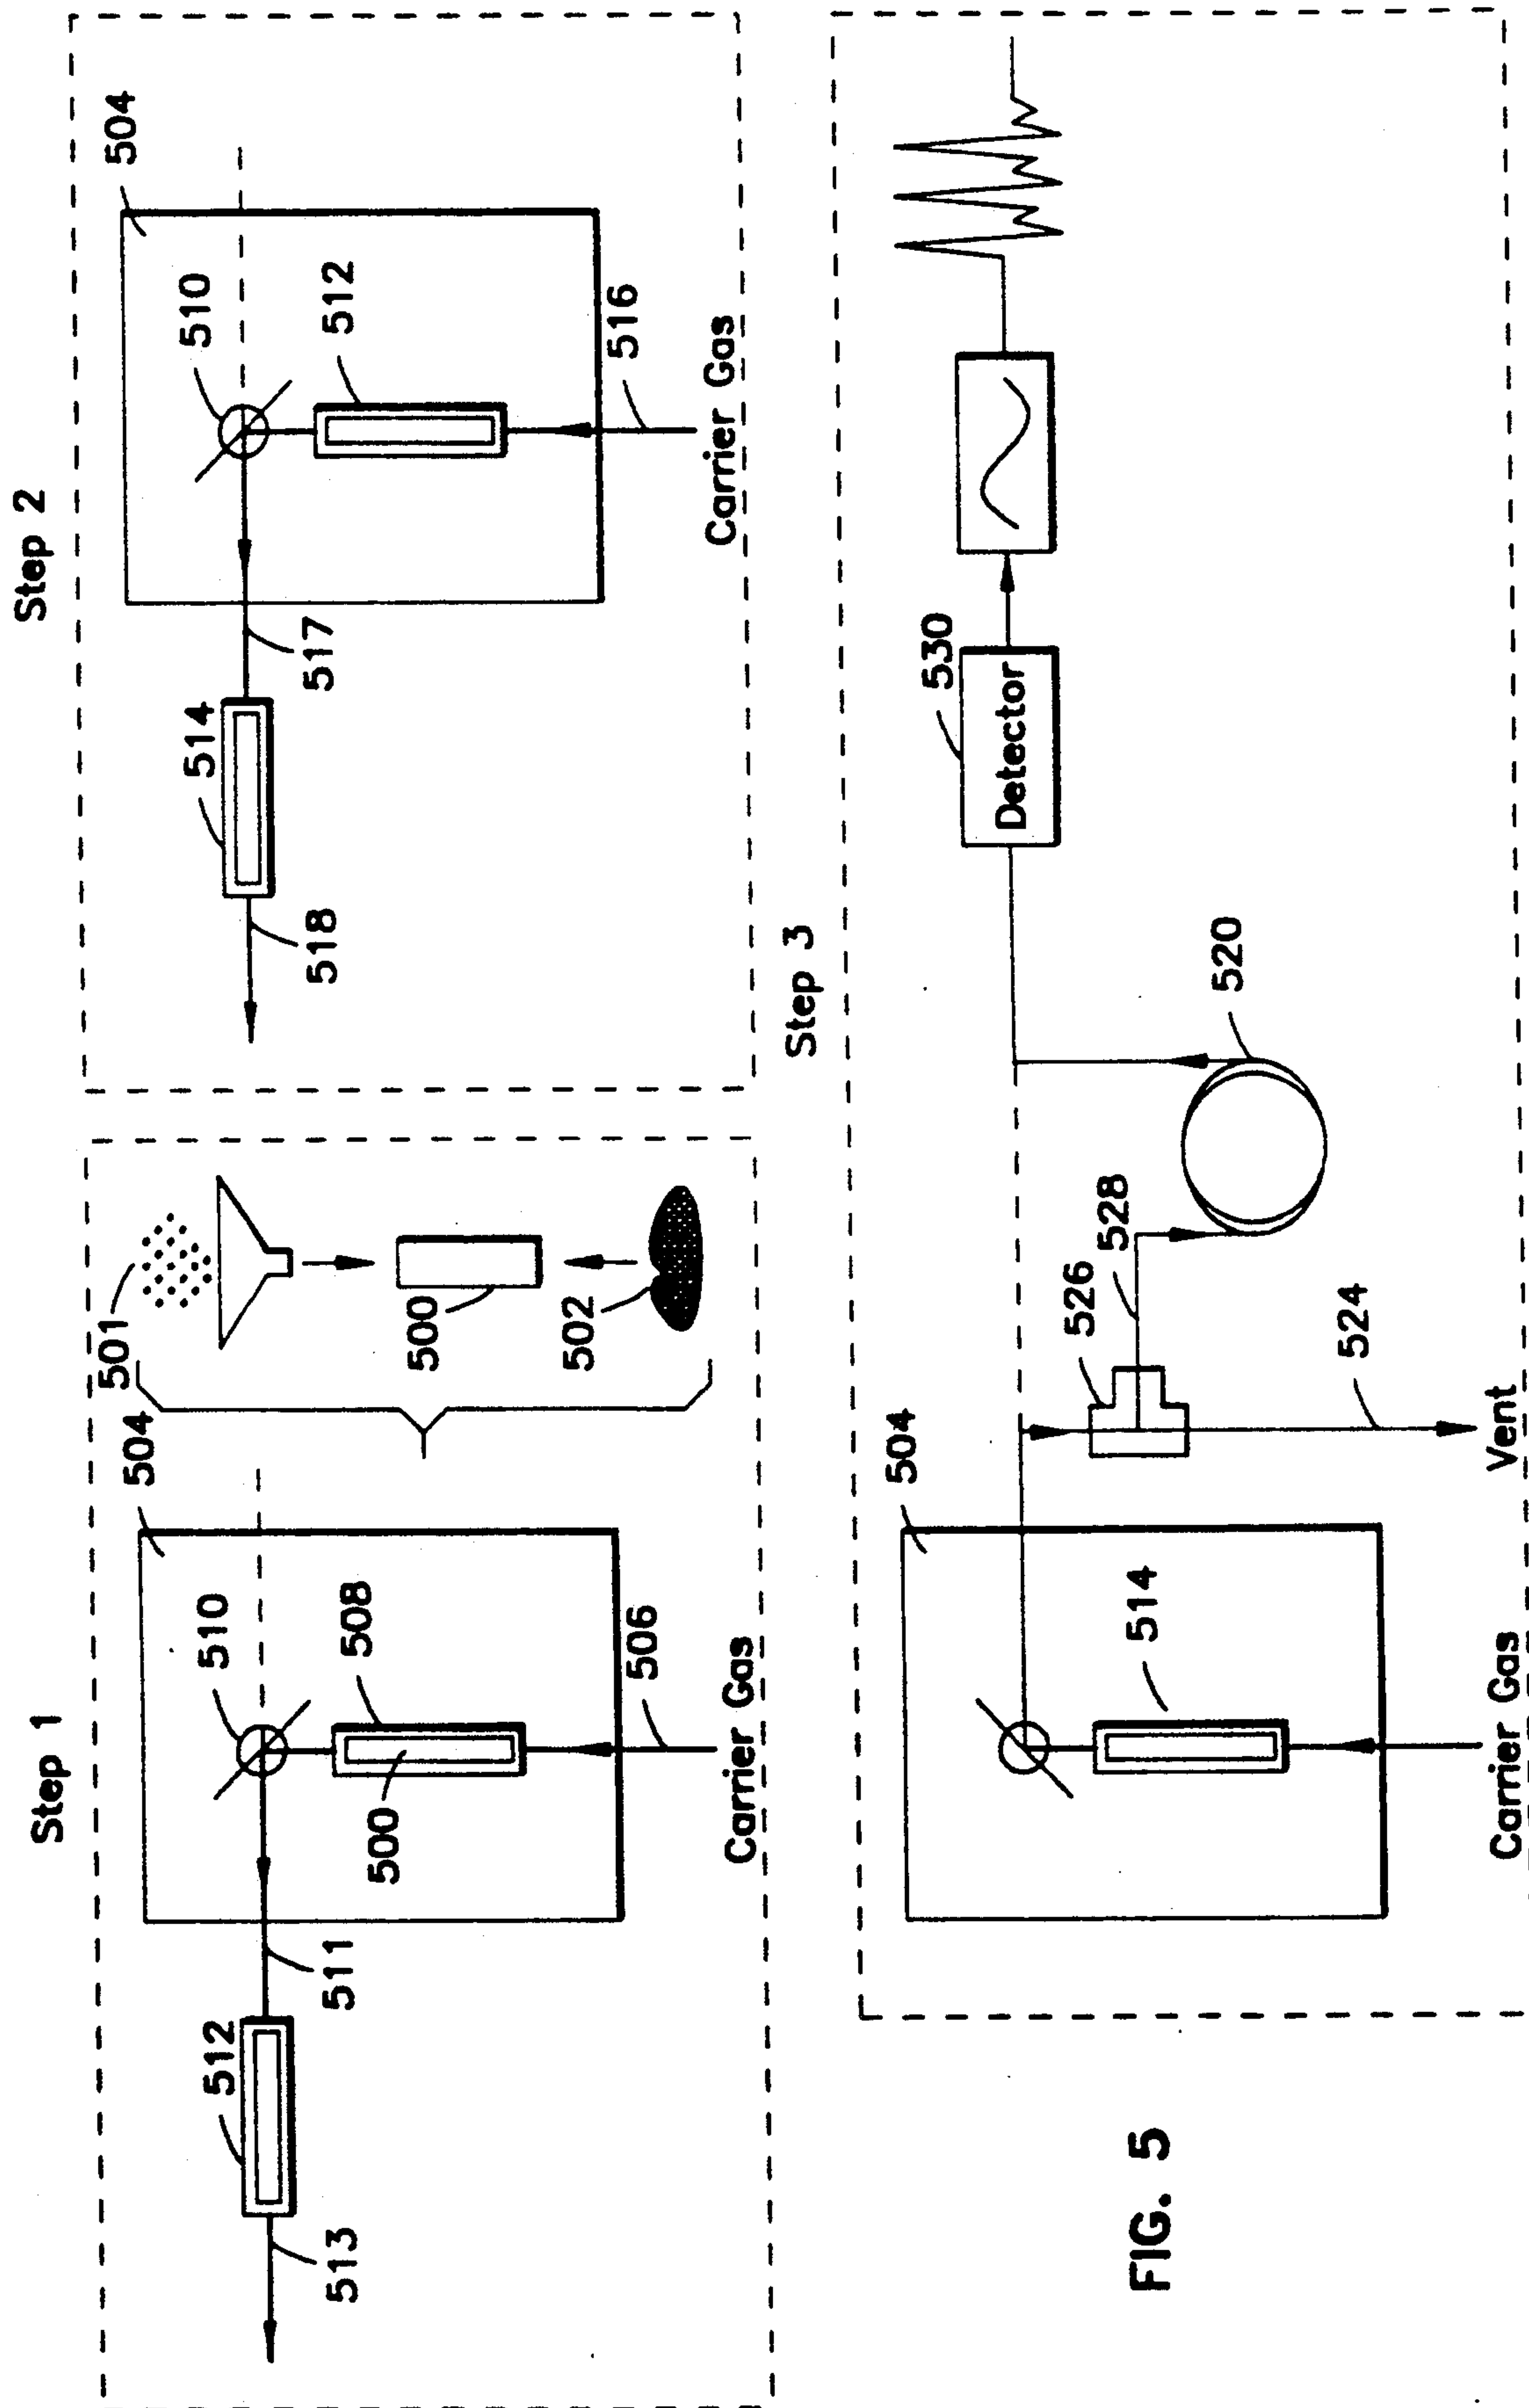 Step 1
504
501
510
508
500
500
502
512
511
513
506
Carrier Gas
Step 2
504
510
512
514
517
518
516
Carrier Gas
Step 3
504
514
526
528
520
524
530
Detector
Carrier Gas
Vent
FIG. 5